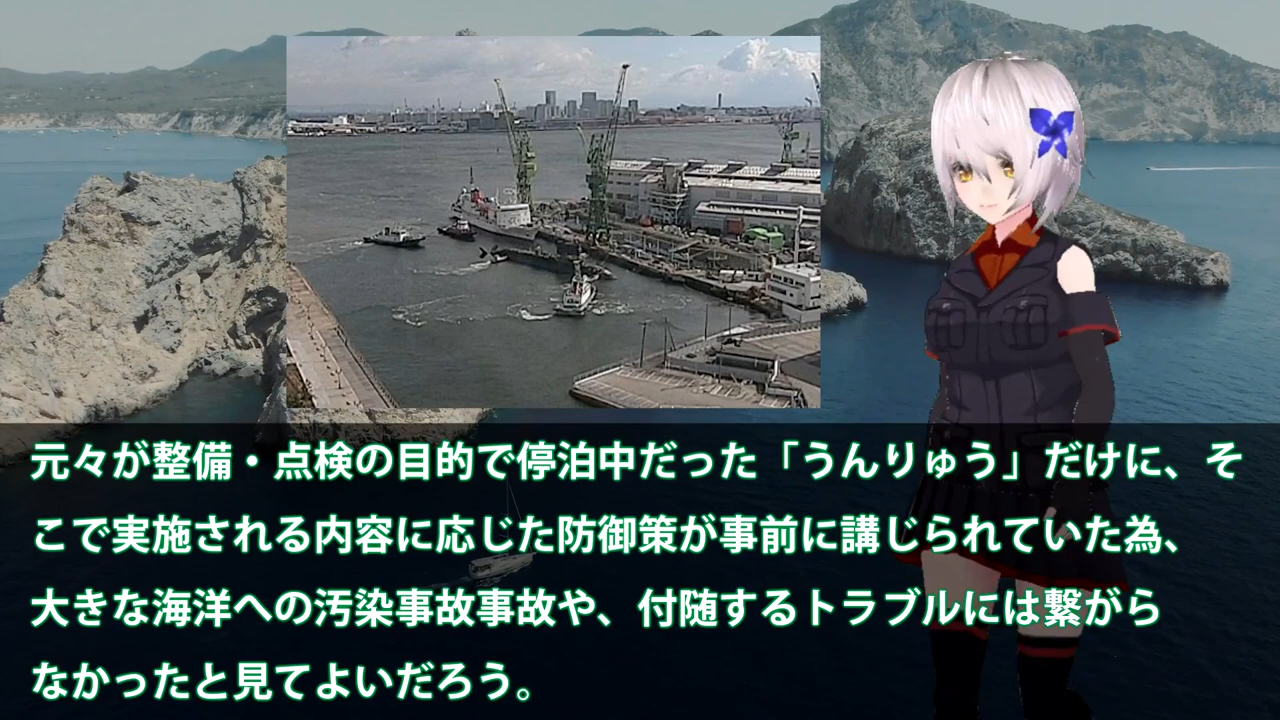 元々が整備・点検の目的で停泊中だった「うんりゅう」だけに、そ
こで実施される内容に応じた防御策が事前に講じられていた為、
大きな海洋への汚染事故事故や、付随するトラブルには繋がら
なかったと見てよいだろう。